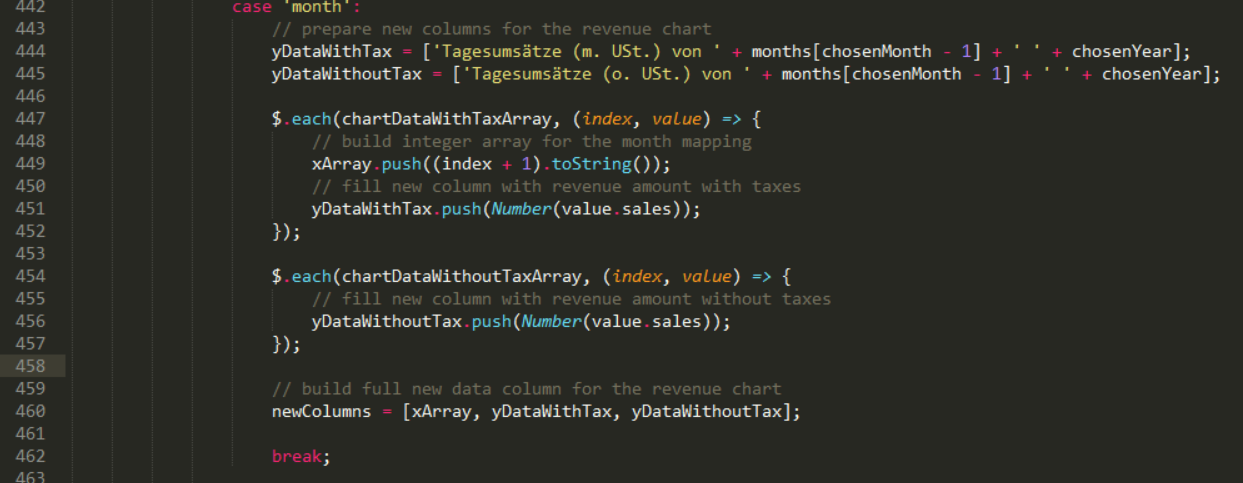 442 case 'month':
443 // prepare new columns for the revenue chart
444 yDataWithTax = ['Tagesumsätze (m. USt.) von ' + months[chosenMonth - 1] + ' ' + chosenYear];
445 yDataWithoutTax = ['Tagesumsätze (o. USt.) von ' + months[chosenMonth - 1] + ' ' + chosenYear];
446
447 $.each(chartDataWithTaxArray, (index, value) => {
448 // build integer array for the month mapping
449 xArray.push((index + 1).toString());
450 // fill new column with revenue amount with taxes
451 yDataWithTax.push(Number(value.sales));
452 });
453
454 $.each(chartDataWithoutTaxArray, (index, value) => {
455 // fill new column with revenue amount without taxes
456 yDataWithoutTax.push(Number(value.sales));
457 });
458
459 // build full new data column for the revenue chart
460 newColumns = [xArray, yDataWithTax, yDataWithoutTax];
461
462 break;
463